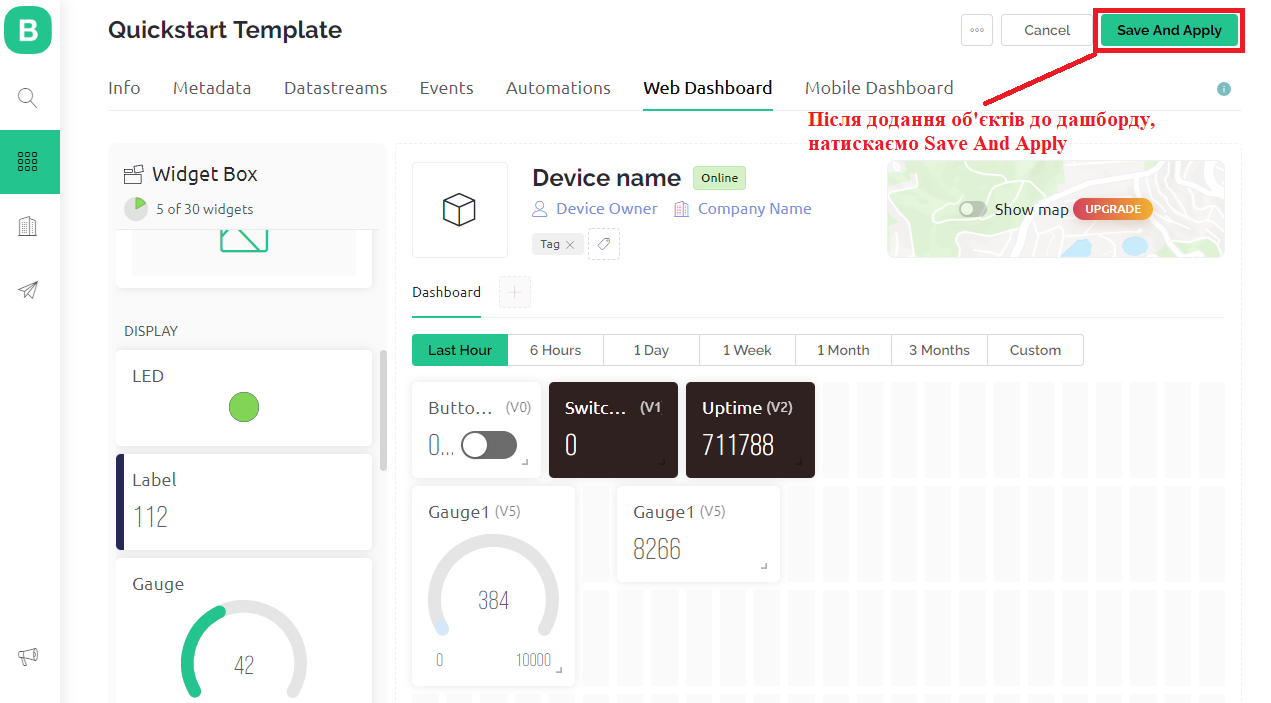 B
Quickstart Template
Cancel
Save And Apply
Info Metadata Datastreams Events Automations Web Dashboard Mobile Dashboard
i
Після додання об'єктів до дашборду,
натискаємо Save And Apply
Widget Box
5 of 30 widgets
Device name Online
Device Owner Company Name
Tag
Show map UPGRADE
Dashboard
+
Last Hour 6 Hours 1 Day 1 Week 1 Month 3 Months Custom
DISPLAY
LED
Label
112
Gauge
42
Butto... (V0)
0...
Switc... (V1
0
Uptime (V2)
711788
Gauge1 (V5)
384
0 10000
Gauge1 (V5)
8266